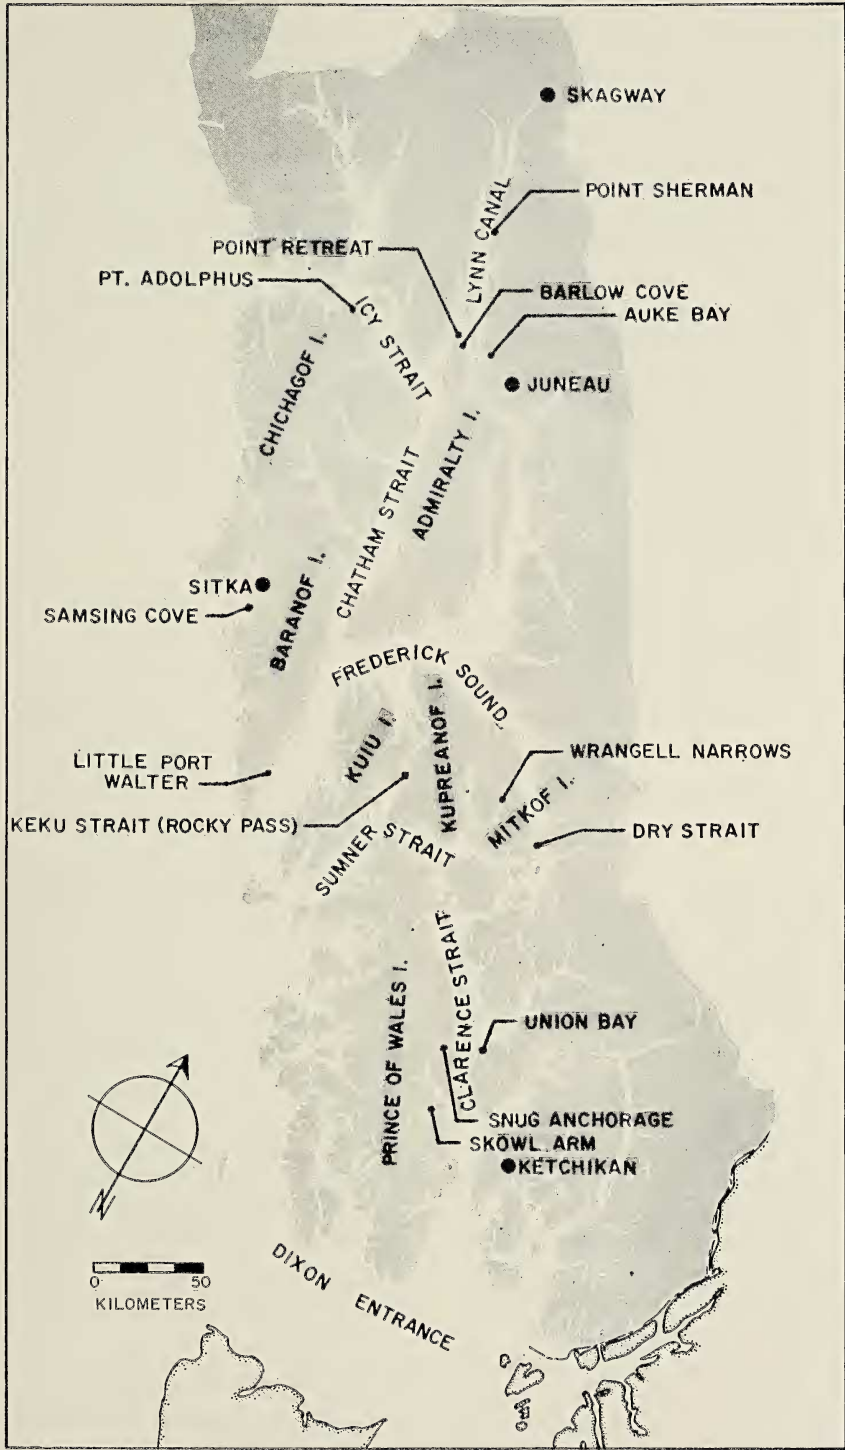 SKAGWAY
POINT SHERMAN
LYNN CANAL
POINT RETREAT
PT. ADOLPHUS
BARLOW COVE
AUKE BAY
ICY STRAIT
CHICHAGOF I.
JUNEAU
ADMIRALTY I.
CHATHAM STRAIT
SITKA
SAMSING COVE
BARANOF I.
FREDERICK SOUND
KUIU I.
KUPREANOF I.
LITTLE PORT
WALTER
WRANGELL NARROWS
MITKOF I.
KEKU STRAIT (ROCKY PASS)
DRY STRAIT
SUMNER STRAIT
CLARENCE STRAIT
PRINCE OF WALES I.
UNION BAY
SNUG ANCHORAGE
SKOWL ARM
KETCHIKAN
N
0 50
KILOMETERS
DIXON ENTRANCE